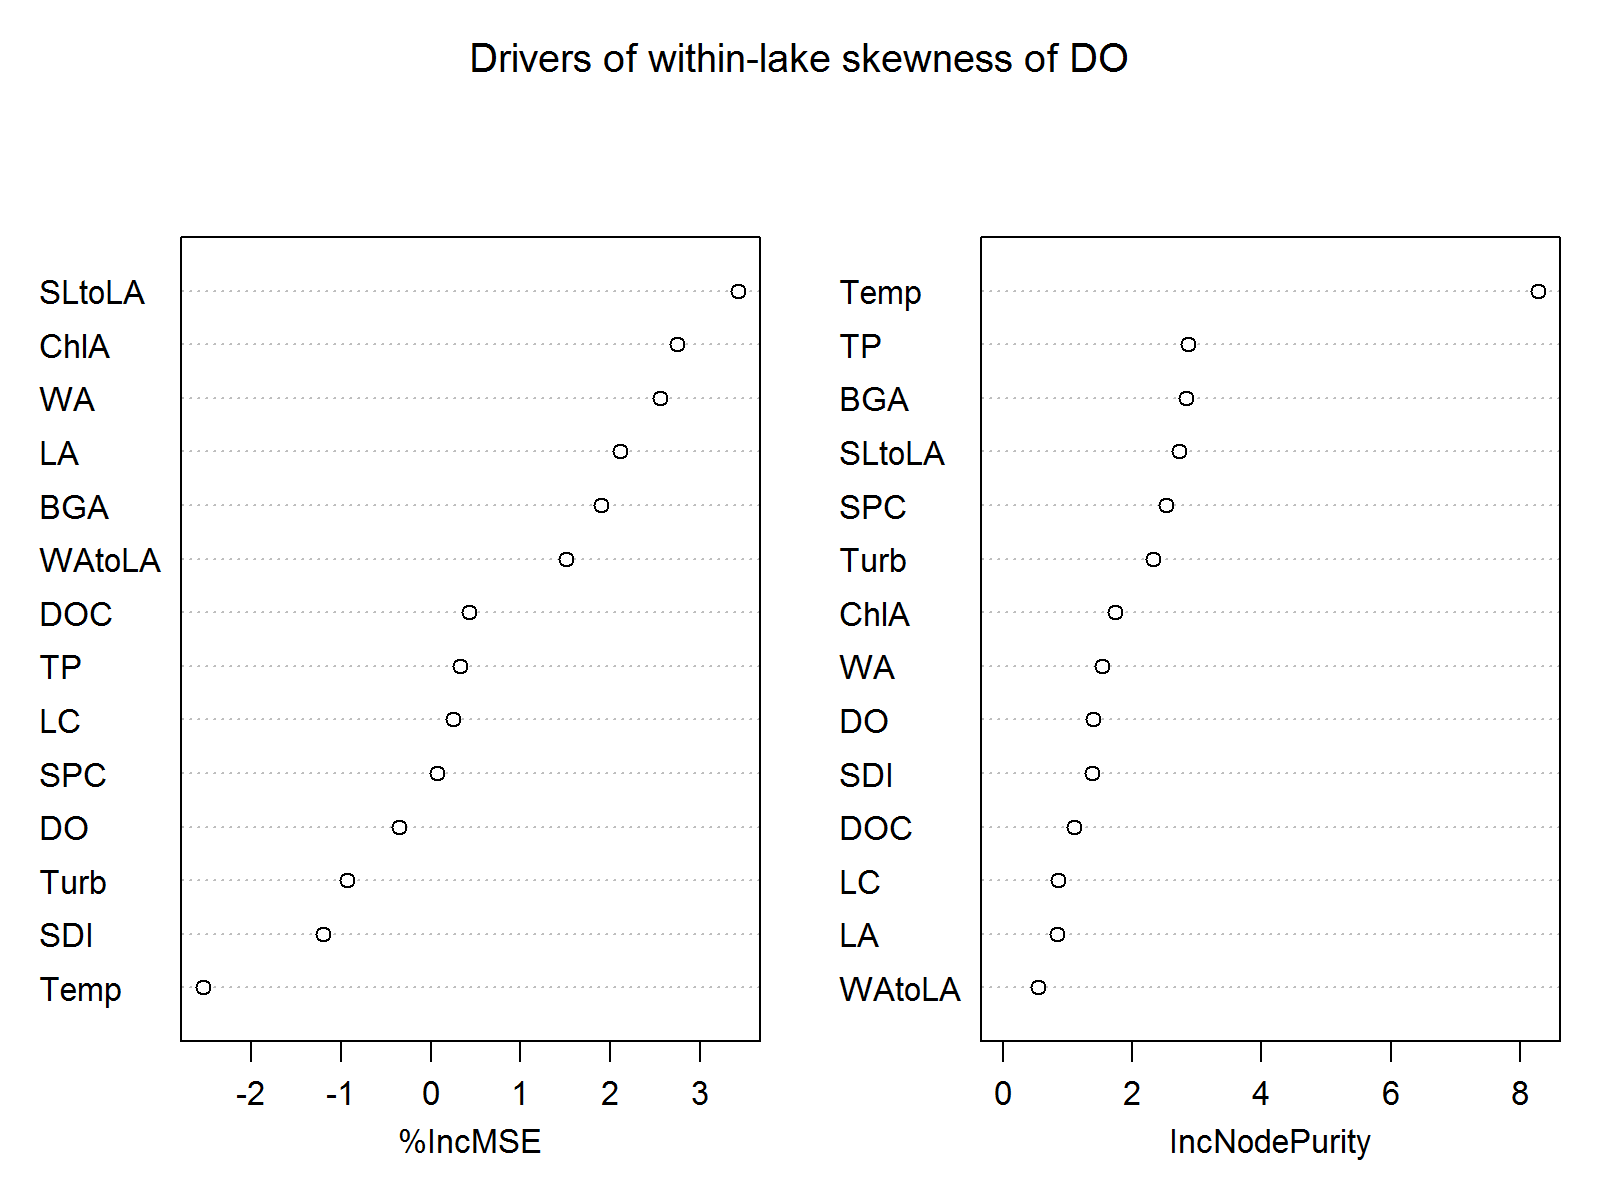 Drivers of within-lake skewness of DO
SLtoLA
ChlA
WA
LA
BGA
WAtoLA
DOC
TP
LC
SPC
DO
Turb
SDI
Temp
-2 -1 0 1 2 3
%IncMSE
Temp
TP
BGA
SLtoLA
SPC
Turb
ChlA
WA
DO
SDI
DOC
LC
LA
WAtoLA
0 2 4 6 8
IncNodePurity